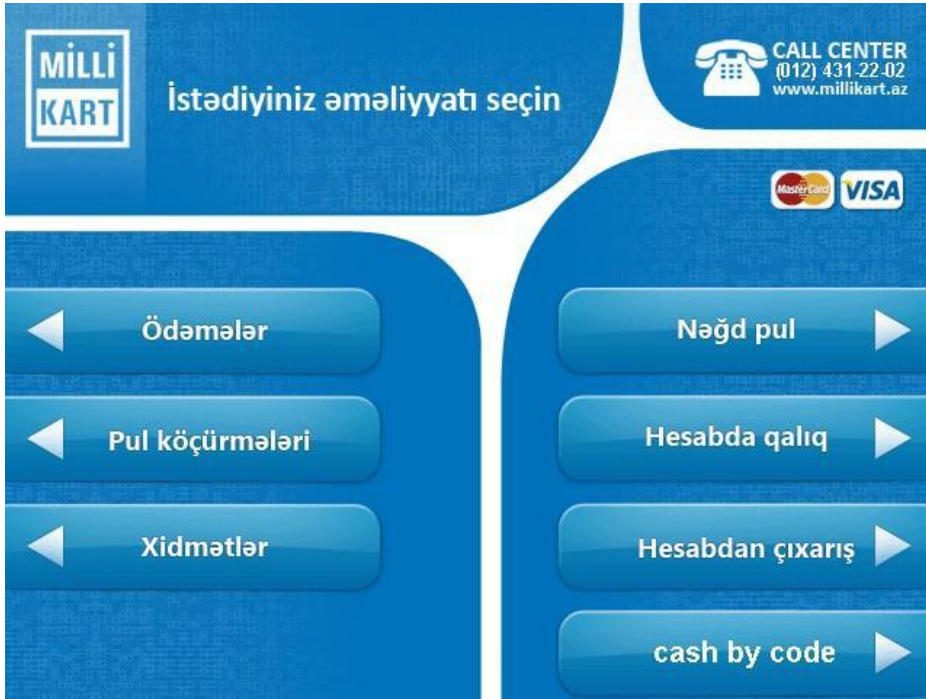 MİLLİ
KART
İstədiyiniz əməliyyatı seçin
CALL CENTER
(012) 431-22-02
www.millikart.az
MasterCard
VISA
Ödəmələr
Pul köçürmələri
Xidmətlər
Nəğd pul
Hesabda qalıq
Hesabdan çıxarış
cash by code